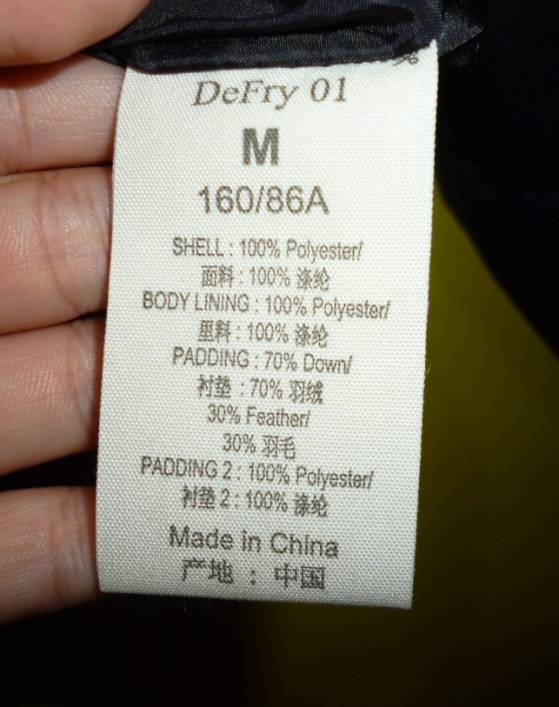 DeFry 01
M
160/86A
SHELL : 100% Polyester/
面料 : 100% 涤纶
BODY LINING : 100% Polyester/
里料 : 100% 涤纶
PADDING : 70% Down/
衬垫 : 70% 羽绒
30% Feather/
30% 羽毛
PADDING 2 : 100% Polyester/
衬垫 2 : 100% 涤纶
Made in China
产地 : 中国